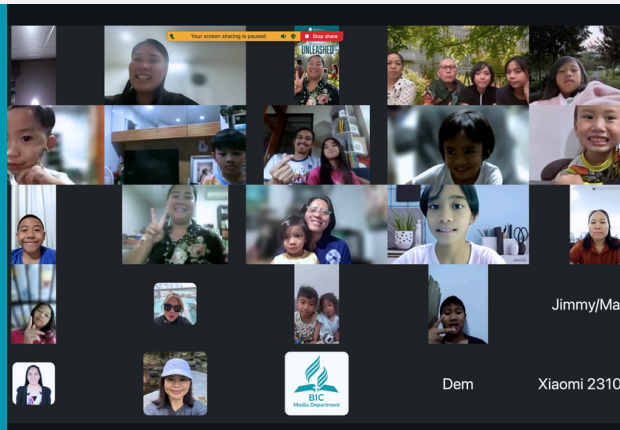 Your screen sharing is paused
Stop share
UNLEASHED
Jimmy/Ma
BIC
Media Department
Dem
Xiaomi 2310